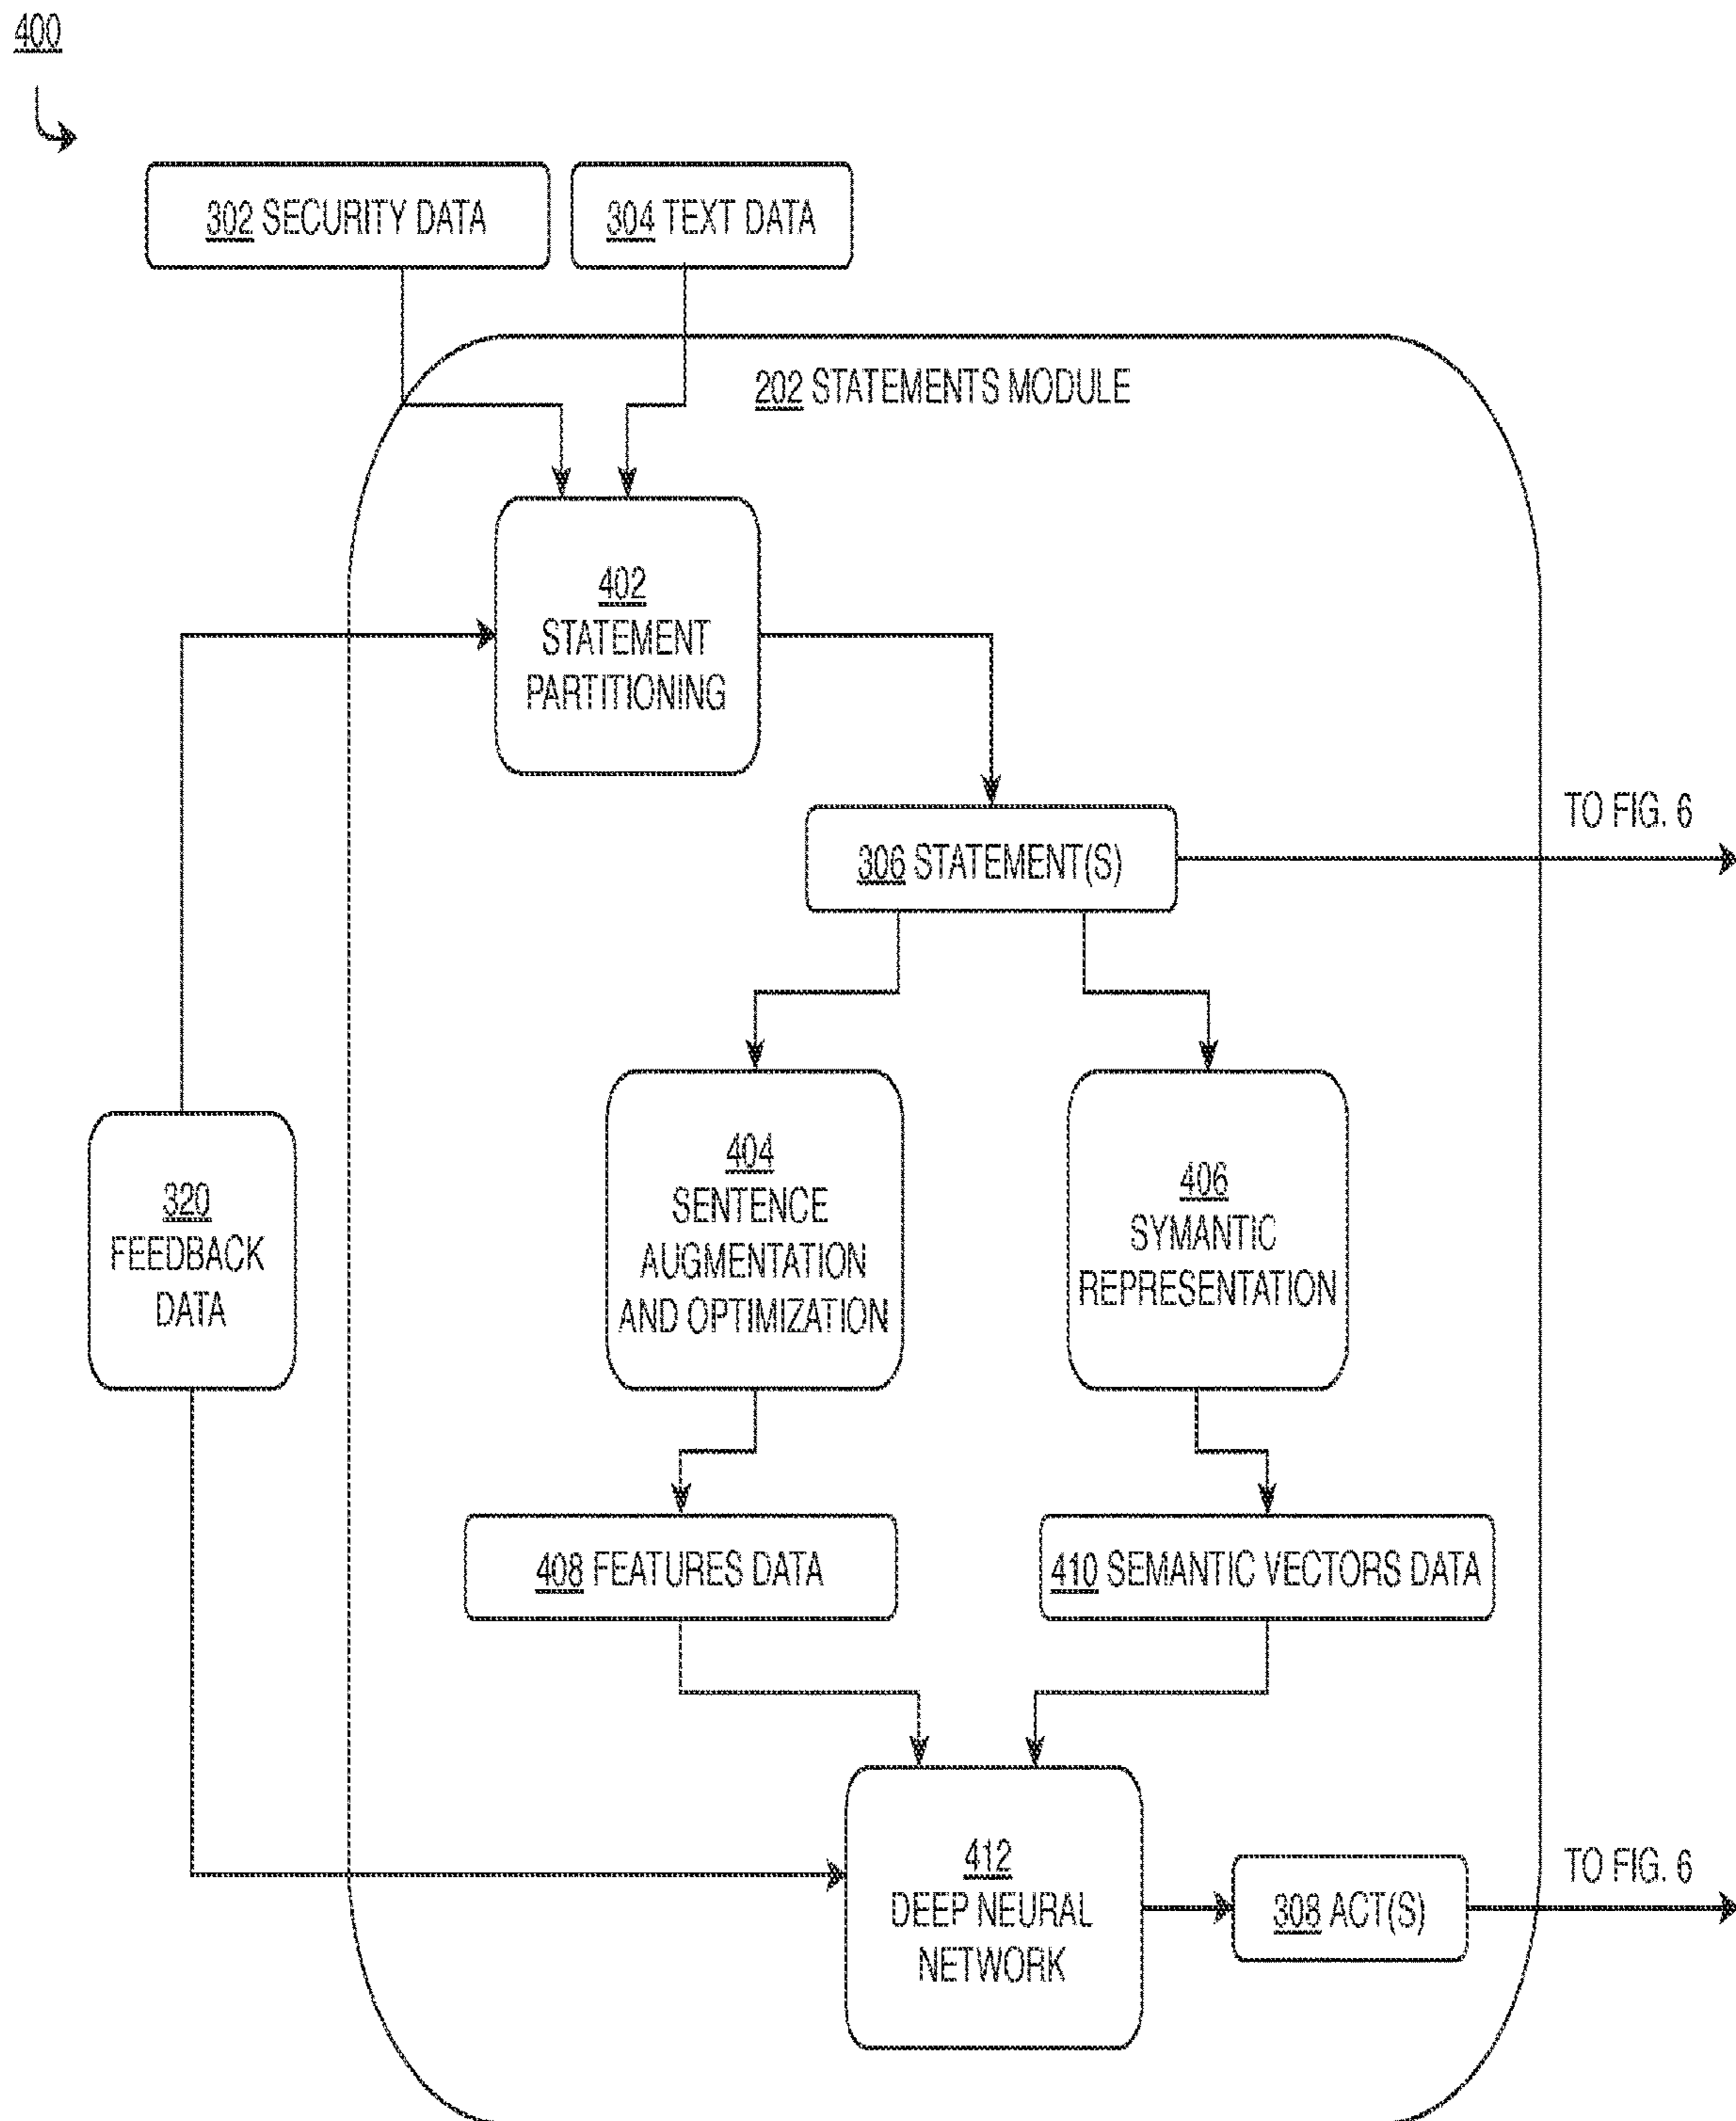 400
302 SECURITY DATA
304 TEXT DATA
202 STATEMENTS MODULE
402
STATEMENT
PARTITIONING
TO FIG. 6
306 STATEMENT(S)
404
SENTENCE
AUGMENTATION
AND OPTIMIZATION
406
SYMANTIC
REPRESENTATION
320
FEEDBACK
DATA
408 FEATURES DATA
410 SEMANTIC VECTORS DATA
412
DEEP NEURAL
NETWORK
308 ACT(S)
TO FIG. 6